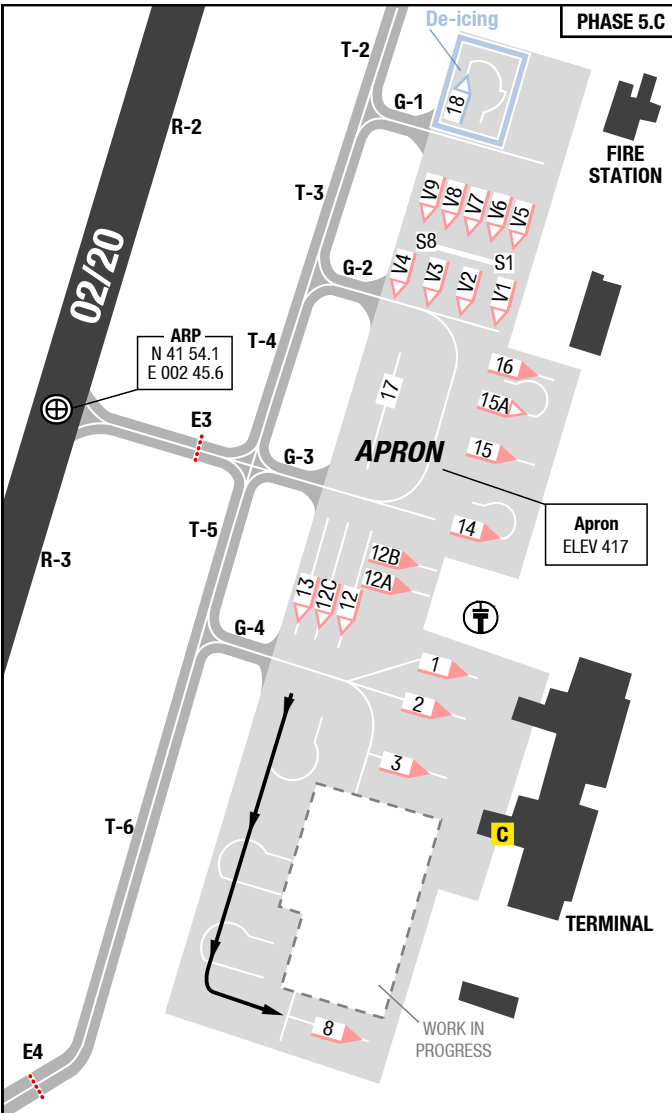 PHASE 5.C
De-icing
T-2
G-1
18
R-2
FIRE
STATION
T-3
V9
V8
V7
V6
V5
S8
S1
G-2
V4
V3
V2
V1
02/20
ARP
N 41 54.1
E 002 45.6
T-4
16
17
15A
E3
G-3
APRON
15
T-5
14
Apron
ELEV 417
R-3
12B
12A
13
12C
12
G-4
1
2
3
T-6
C
TERMINAL
8
WORK IN
PROGRESS
E4